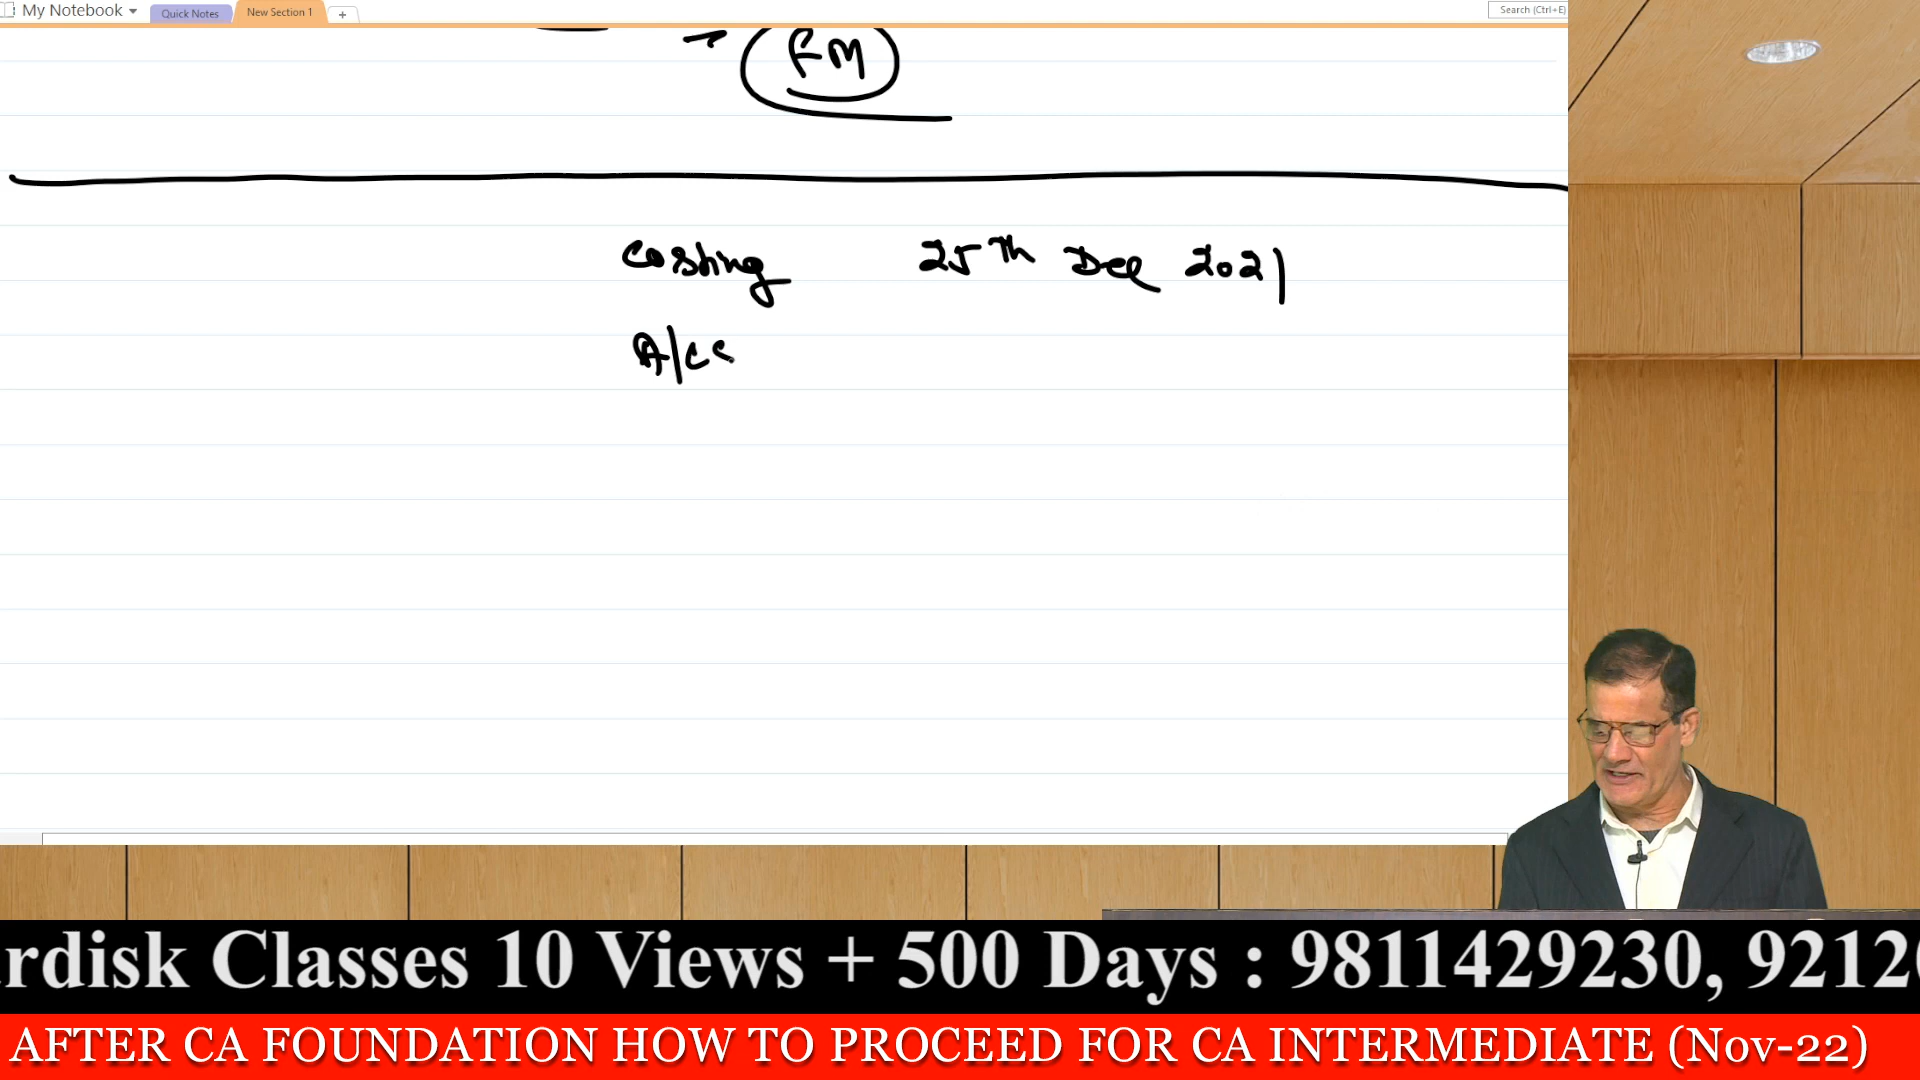 My Notebook
Quick Notes
New Section 1
+
Search (Ctrl+E)
FM
Costing 25th Dec 2021
A/cs
rdisk Classes 10 Views + 500 Days : 9811429230, 9212
AFTER CA FOUNDATION HOW TO PROCEED FOR CA INTERMEDIATE (Nov-22)